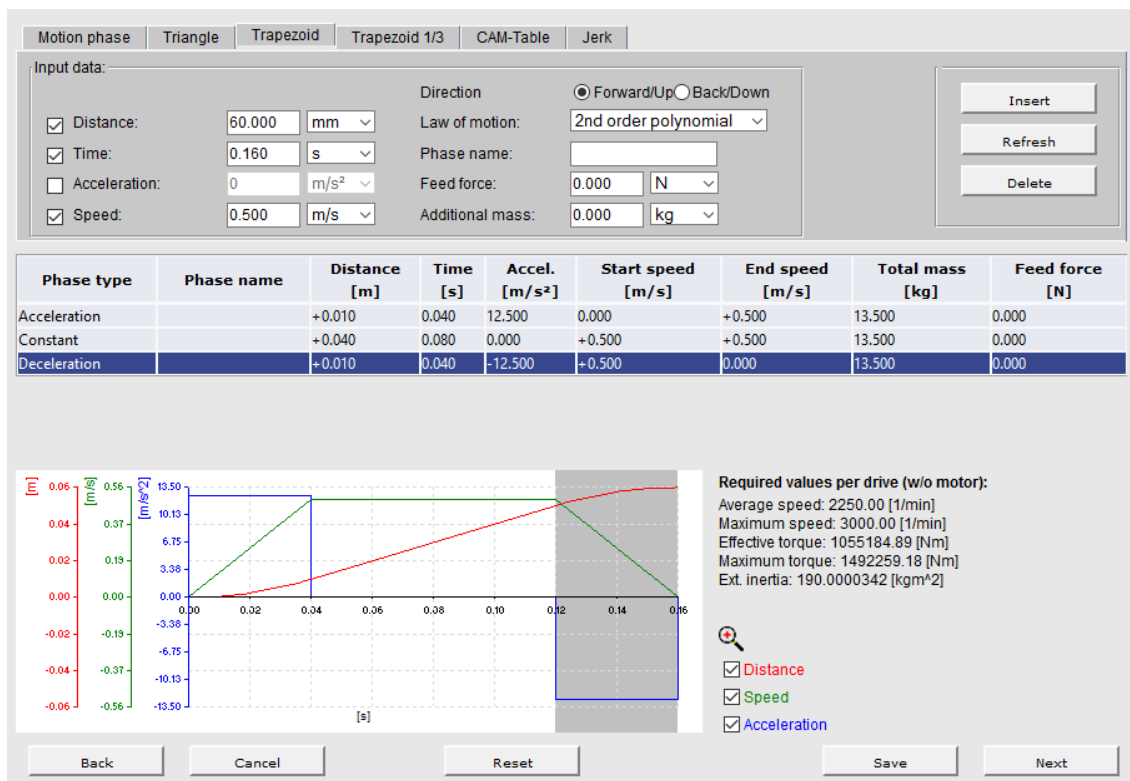 Motion phase Triangle Trapezoid Trapezoid 1/3 CAM-Table Jerk
Input data:
Direction Forward/Up Back/Down
Distance: 60.000 mm Law of motion: 2nd order polynomial
Time: 0.160 s Phase name:
Acceleration: 0 m/s² Feed force: 0.000 N
Speed: 0.500 m/s Additional mass: 0.000 kg
Insert
Refresh
Delete
Phase type Phase name Distance [m] Time [s] Accel. [m/s²] Start speed [m/s] End speed [m/s] Total mass [kg] Feed force [N]
Acceleration +0.010 0.040 12.500 0.000 +0.500 13.500 0.000
Constant +0.040 0.080 0.000 +0.500 +0.500 13.500 0.000
Deceleration +0.010 0.040 -12.500 +0.500 0.000 13.500 0.000
[m] [m/s] [m/s^2]
0.06 0.56 13.50
10.13
0.04 0.37
6.75
0.02 0.19
3.38
0.00 0.00 0.00
0.00 0.02 0.04 0.06 0.08 0.10 0.12 0.14 0.16
-3.38
-0.02 -0.19
-6.75
-0.04 -0.37
-10.13
-0.06 -0.56 -13.50
[s]
Required values per drive (w/o motor):
Average speed: 2250.00 [1/min]
Maximum speed: 3000.00 [1/min]
Effective torque: 1055184.89 [Nm]
Maximum torque: 1492259.18 [Nm]
Ext. inertia: 190.0000342 [kgm^2]
Distance
Speed
Acceleration
Back Cancel Reset Save Next